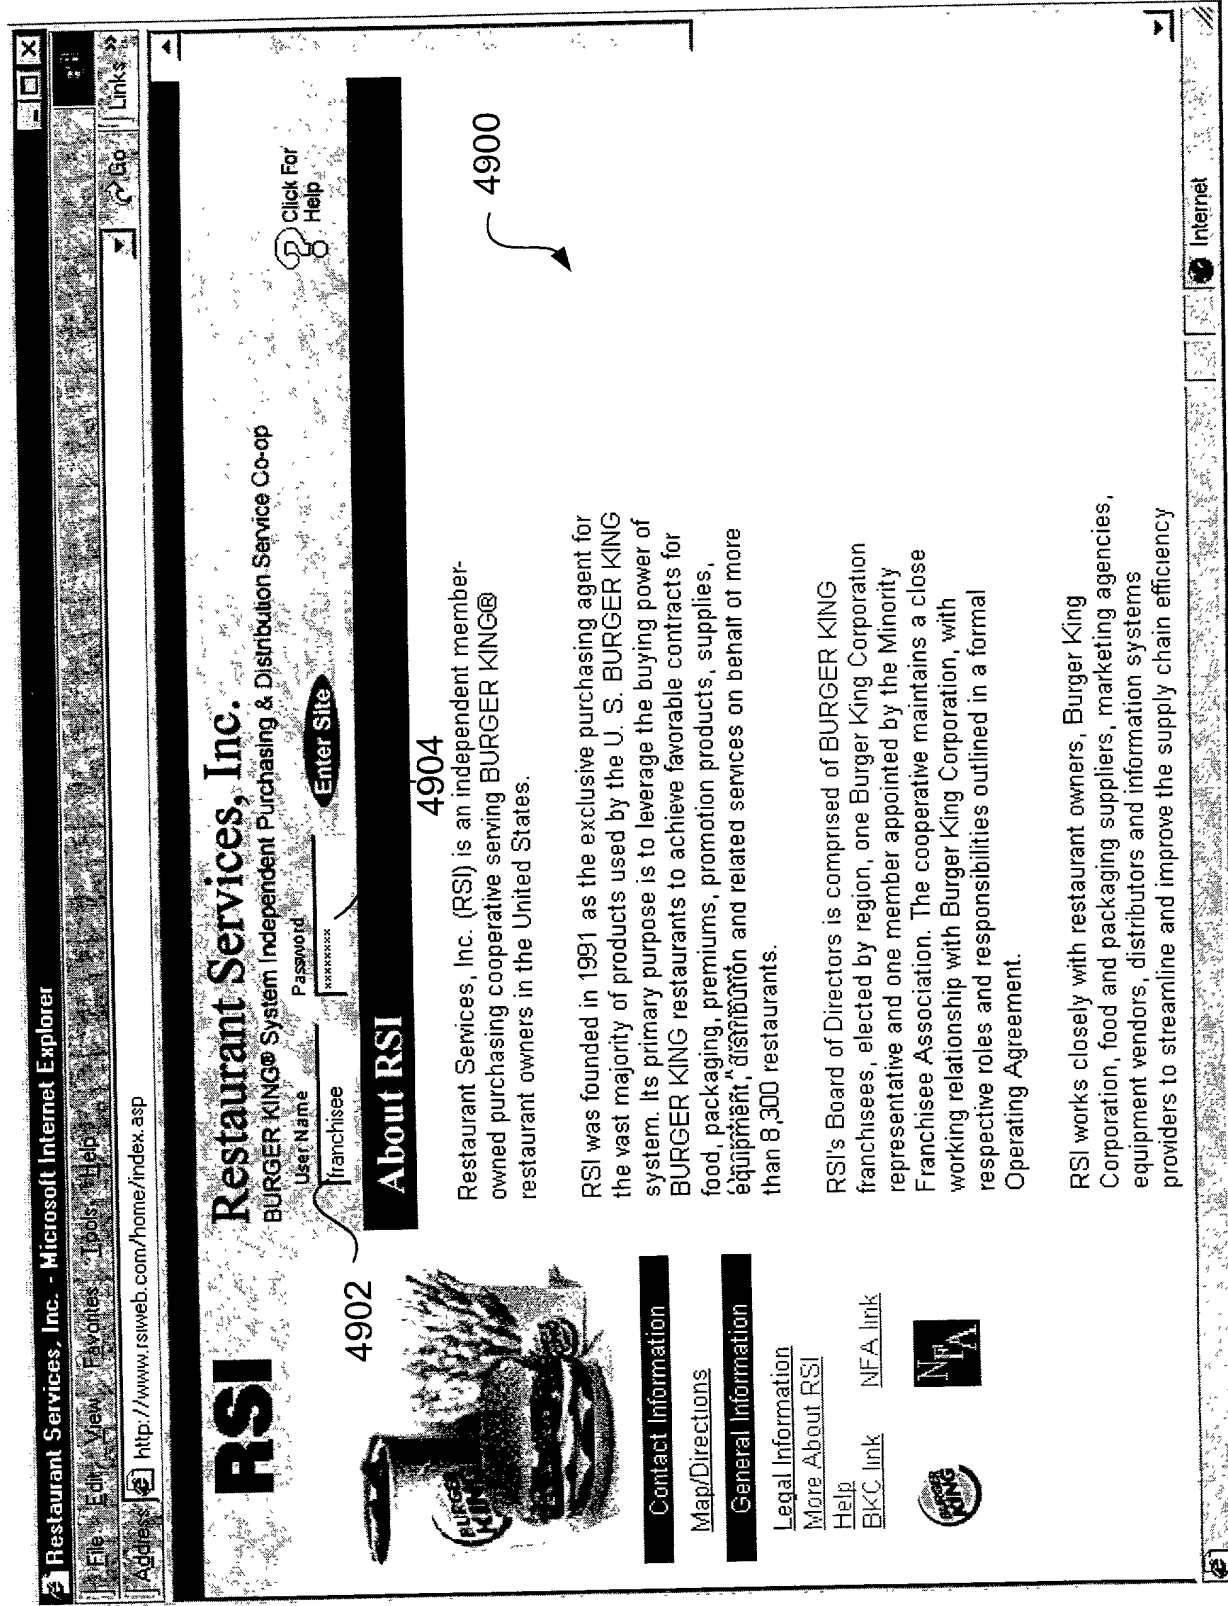 Restaurant Services, Inc. - Microsoft Internet Explorer
File Edit View Favorites Tools Help
Address http://www.rsiweb.com/home/index.asp Go Links »
RSI
Restaurant Services, Inc.
BURGER KING® System Independent Purchasing & Distribution Service Co-op
User Name Password
franchisee ******** Enter Site
Click For
Help
4902
4904
4900
About RSI
BURGER
KING
Contact Information
Map/Directions
General Information
Legal Information
More About RSI
Help
BKC link NFA link
BURGER
KING
NFA
Restaurant Services, Inc. (RSI) is an independent member-
owned purchasing cooperative serving BURGER KING®
restaurant owners in the United States.
RSI was founded in 1991 as the exclusive purchasing agent for
the vast majority of products used by the U. S. BURGER KING
system. Its primary purpose is to leverage the buying power of
BURGER KING restaurants to achieve favorable contracts for
food, packaging, premiums, promotion products, supplies,
equipment, distribution and related services on behalf of more
than 8,300 restaurants.
RSI's Board of Directors is comprised of BURGER KING
franchisees, elected by region, one Burger King Corporation
representative and one member appointed by the Minority
Franchisee Association. The cooperative maintains a close
working relationship with Burger King Corporation, with
respective roles and responsibilities outlined in a formal
Operating Agreement.
RSI works closely with restaurant owners, Burger King
Corporation, food and packaging suppliers, marketing agencies,
equipment vendors, distributors and information systems
providers to streamline and improve the supply chain efficiency
Internet